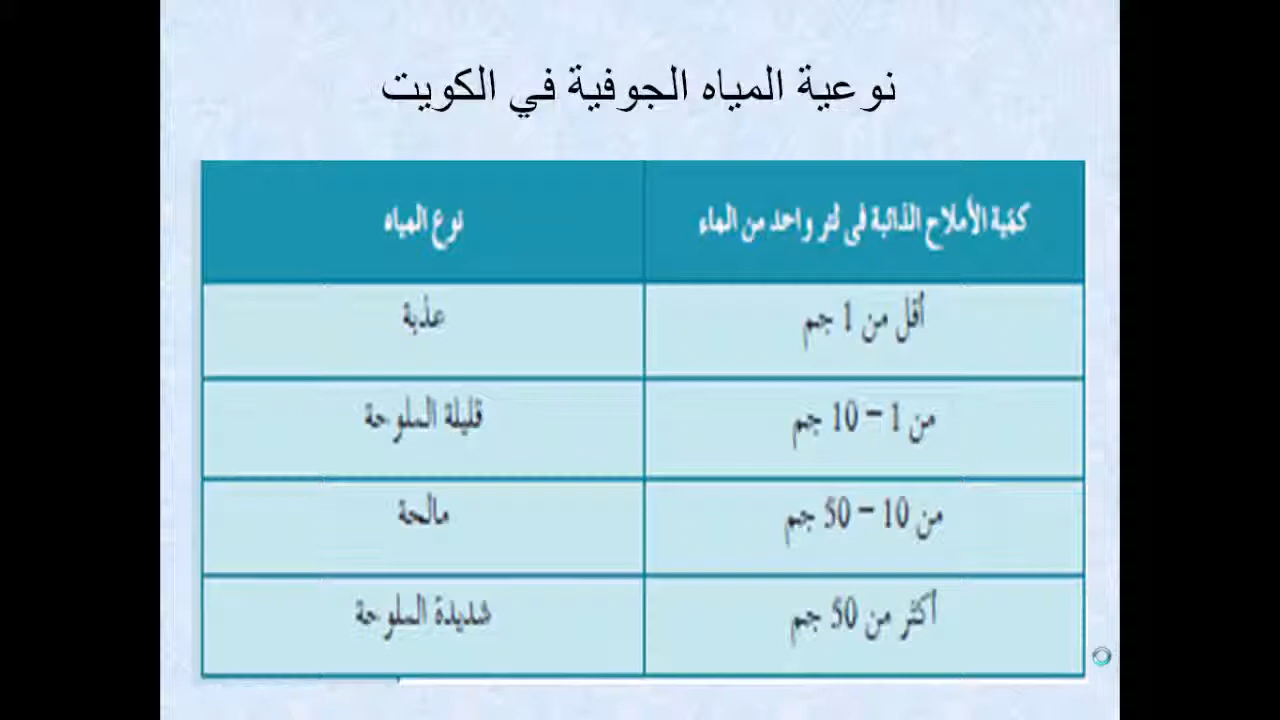 نوعية المياه الجوفية في الكويت
كمية الأملاح الذائبة فى لتر واحد من الماء
نوع المياه
أقل من 1 جم
عذبة
من 1 – 10 جم
قليلة الملوحة
من 10 – 50 جم
مالحة
أكثر من 50 جم
شديدة الملوحة